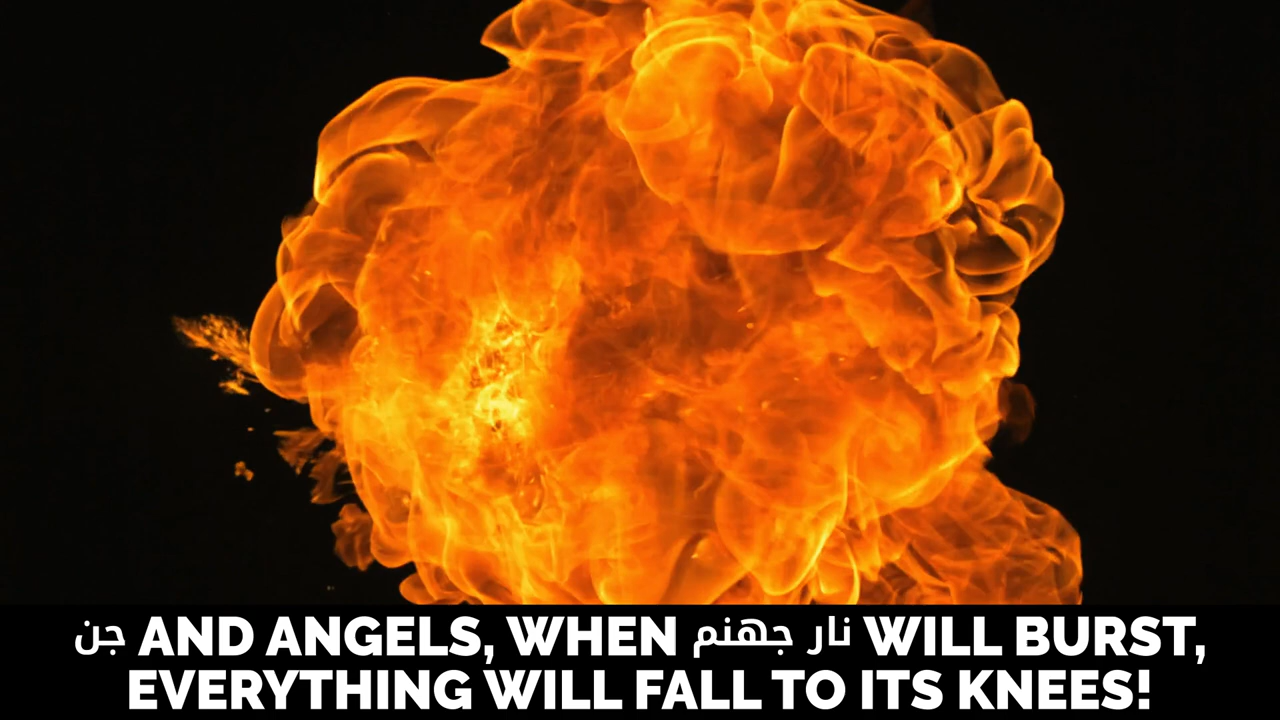 جن AND ANGELS, WHEN نار جهنم WILL BURST,
EVERYTHING WILL FALL TO ITS KNEES!